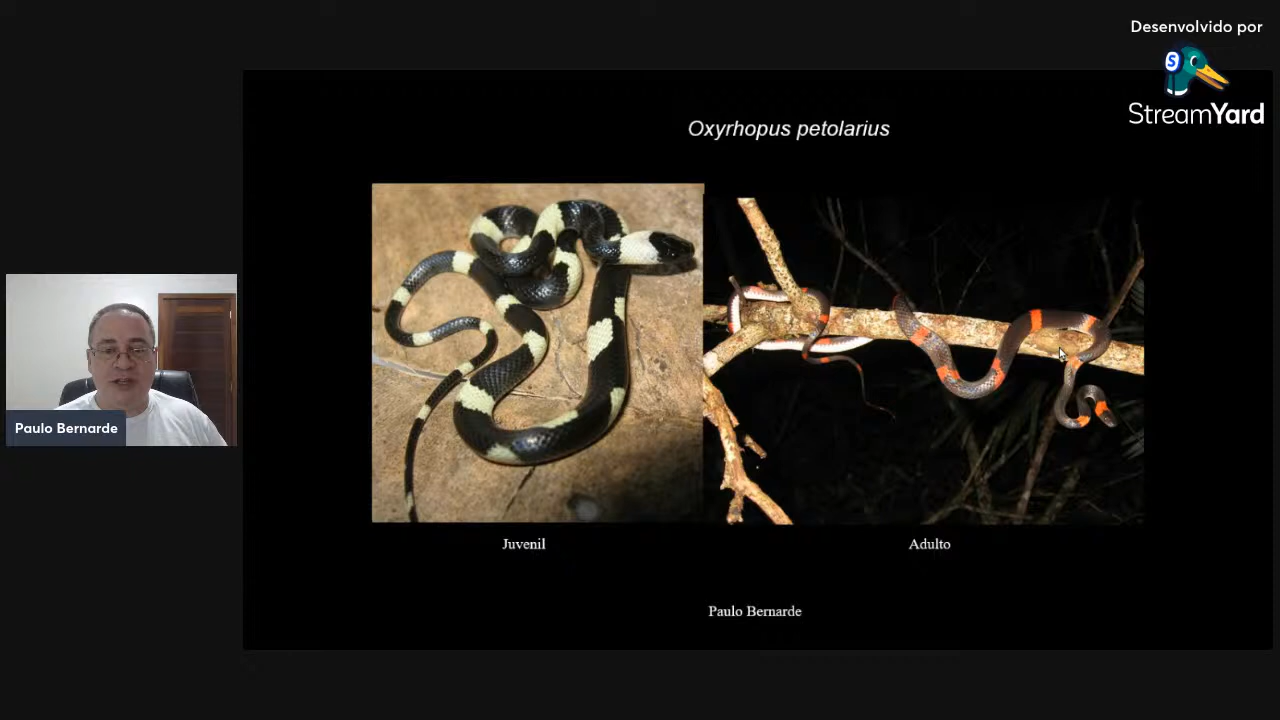 Desenvolvido por
S
StreamYard
Oxyrhopus petolarius
Juvenil
Adulto
Paulo Bernarde
Paulo Bernarde